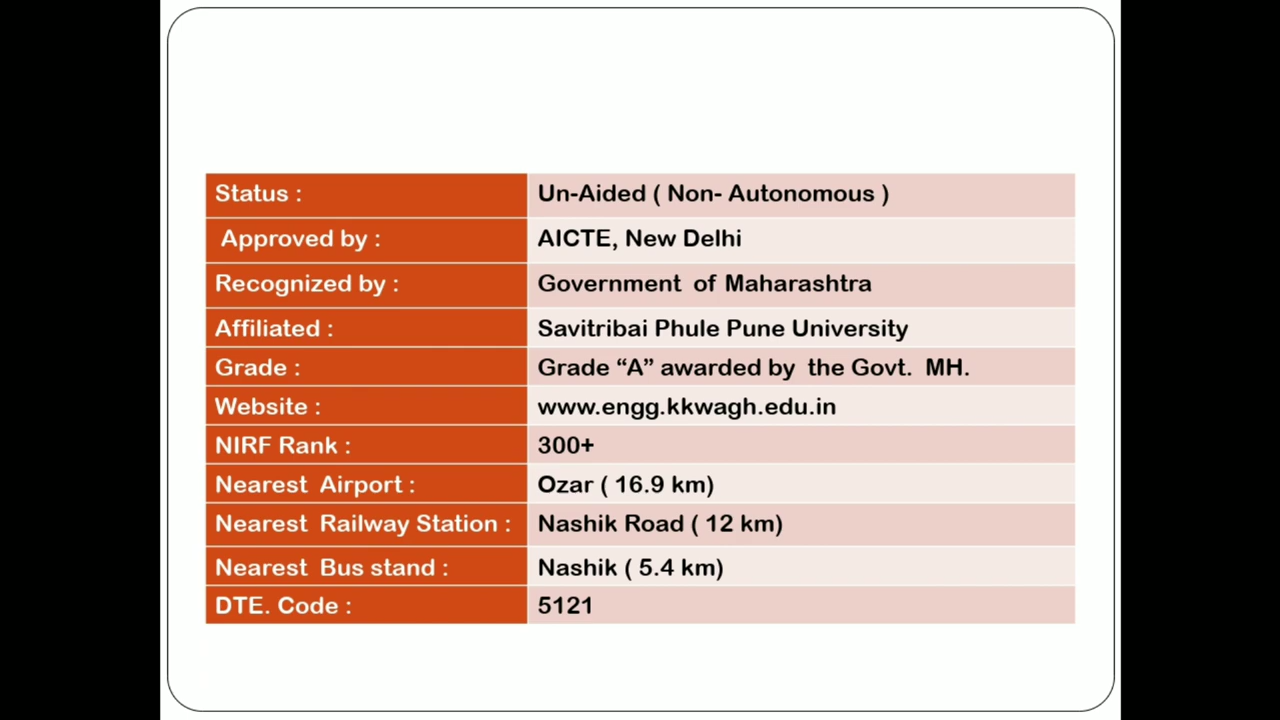 Status : Un-Aided ( Non- Autonomous )
Approved by : AICTE, New Delhi
Recognized by : Government of Maharashtra
Affiliated : Savitribai Phule Pune University
Grade : Grade “A” awarded by the Govt. MH.
Website : www.engg.kkwagh.edu.in
NIRF Rank : 300+
Nearest Airport : Ozar ( 16.9 km)
Nearest Railway Station : Nashik Road ( 12 km)
Nearest Bus stand : Nashik ( 5.4 km)
DTE. Code : 5121